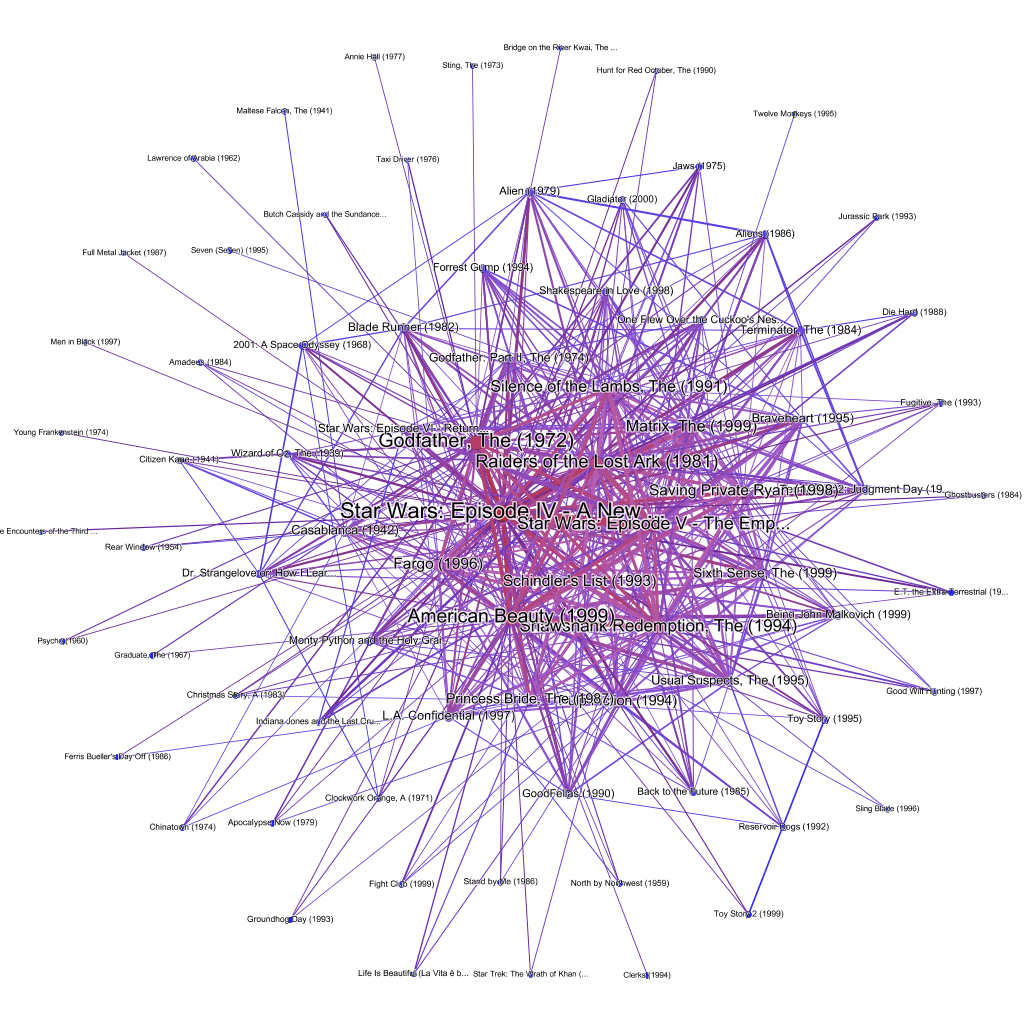 Bridge on the River Kwai, The ...
Annie Hall (1977)
Sting, The (1973)
Hunt for Red October, The (1990)
Maltese Falcon, The (1941)
Twelve Monkeys (1995)
Lawrence of Arabia (1962)
Taxi Driver (1976)
Jaws (1975)
Alien (1979)
Gladiator (2000)
Butch Cassidy and the Sundance...
Jurassic Park (1993)
Aliens (1986)
Full Metal Jacket (1987)
Seven (Se7en) (1995)
Forrest Gump (1994)
Shakespeare in Love (1998)
Die Hard (1988)
One Flew Over the Cuckoo's Nes...
Blade Runner (1982)
Terminator, The (1984)
Men in Black (1997)
2001: A Space Odyssey (1968)
Godfather: Part II, The (1974)
Amadeus (1984)
Silence of the Lambs, The (1991)
Fugitive, The (1993)
Braveheart (1995)
Matrix, The (1999)
Star Wars: Episode VI - Return
Young Frankenstein (1974)
Godfather, The (1972)
Wizard of Oz, The (1939)
Citizen Kane (1941)
Raiders of the Lost Ark (1981)
Saving Private Ryan (1998)
2: Judgment Day (19...
Ghostbusters (1984)
Star Wars: Episode IV - A New
Star Wars: Episode V - The Emp...
e Encounters of the Third ...
Casablanca (1942)
Rear Window (1954)
Fargo (1996)
Dr. Strangelove or: How I Lear...
Schindler's List (1993)
Sixth Sense, The (1999)
E.T. the Extra-Terrestrial (19...
American Beauty (1999)
Being John Malkovich (1999)
Shawshank Redemption, The (1994)
Psycho (1960)
Monty Python and the Holy Grai...
Graduate, The (1967)
Usual Suspects, The (1995)
Christmas Story, A (1983)
Princess Bride, The (1987)
Pulp Fiction (1994)
Good Will Hunting (1997)
L.A. Confidential (1997)
Indiana Jones and the Last Cru...
Toy Story (1995)
Ferris Bueller's Day Off (1986)
GoodFellas (1990)
Back to the Future (1985)
Clockwork Orange, A (1971)
Sling Blade (1996)
Chinatown (1974)
Apocalypse Now (1979)
Reservoir Dogs (1992)
Fight Club (1999)
Stand by Me (1986)
North by Northwest (1959)
Groundhog Day (1993)
Toy Story 2 (1999)
Life Is Beautiful (La Vita è b...
Star Trek: The Wrath of Khan (...
Clerks (1994)